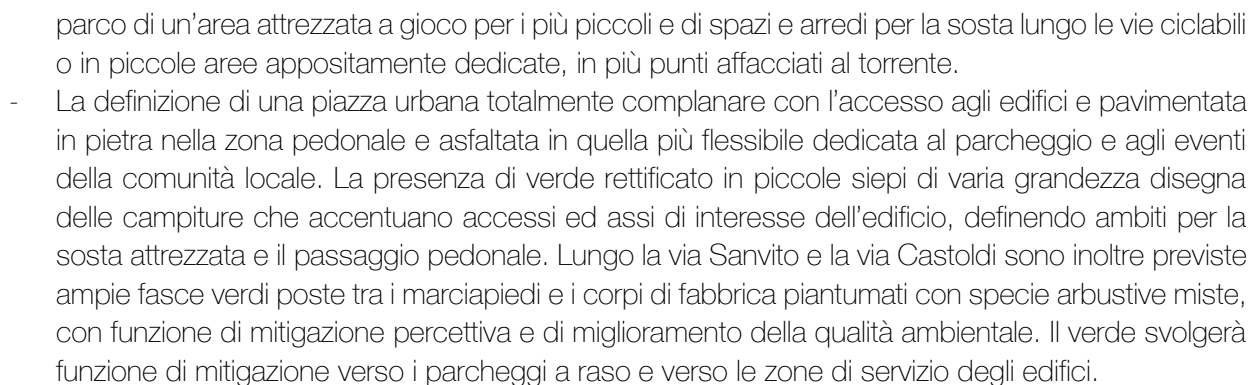 parco di un’area attrezzata a gioco per i più piccoli e di spazi e arredi per la sosta lungo le vie ciclabili
o in piccole aree appositamente dedicate, in più punti affacciati al torrente.
- La definizione di una piazza urbana totalmente complanare con l’accesso agli edifici e pavimentata
in pietra nella zona pedonale e asfaltata in quella più flessibile dedicata al parcheggio e agli eventi
della comunità locale. La presenza di verde rettificato in piccole siepi di varia grandezza disegna
delle campiture che accentuano accessi ed assi di interesse dell’edificio, definendo ambiti per la
sosta attrezzata e il passaggio pedonale. Lungo la via Sanvito e la via Castoldi sono inoltre previste
ampie fasce verdi poste tra i marciapiedi e i corpi di fabbrica piantumati con specie arbustive miste,
con funzione di mitigazione percettiva e di miglioramento della qualità ambientale. Il verde svolgerà
funzione di mitigazione verso i parcheggi a raso e verso le zone di servizio degli edifici.